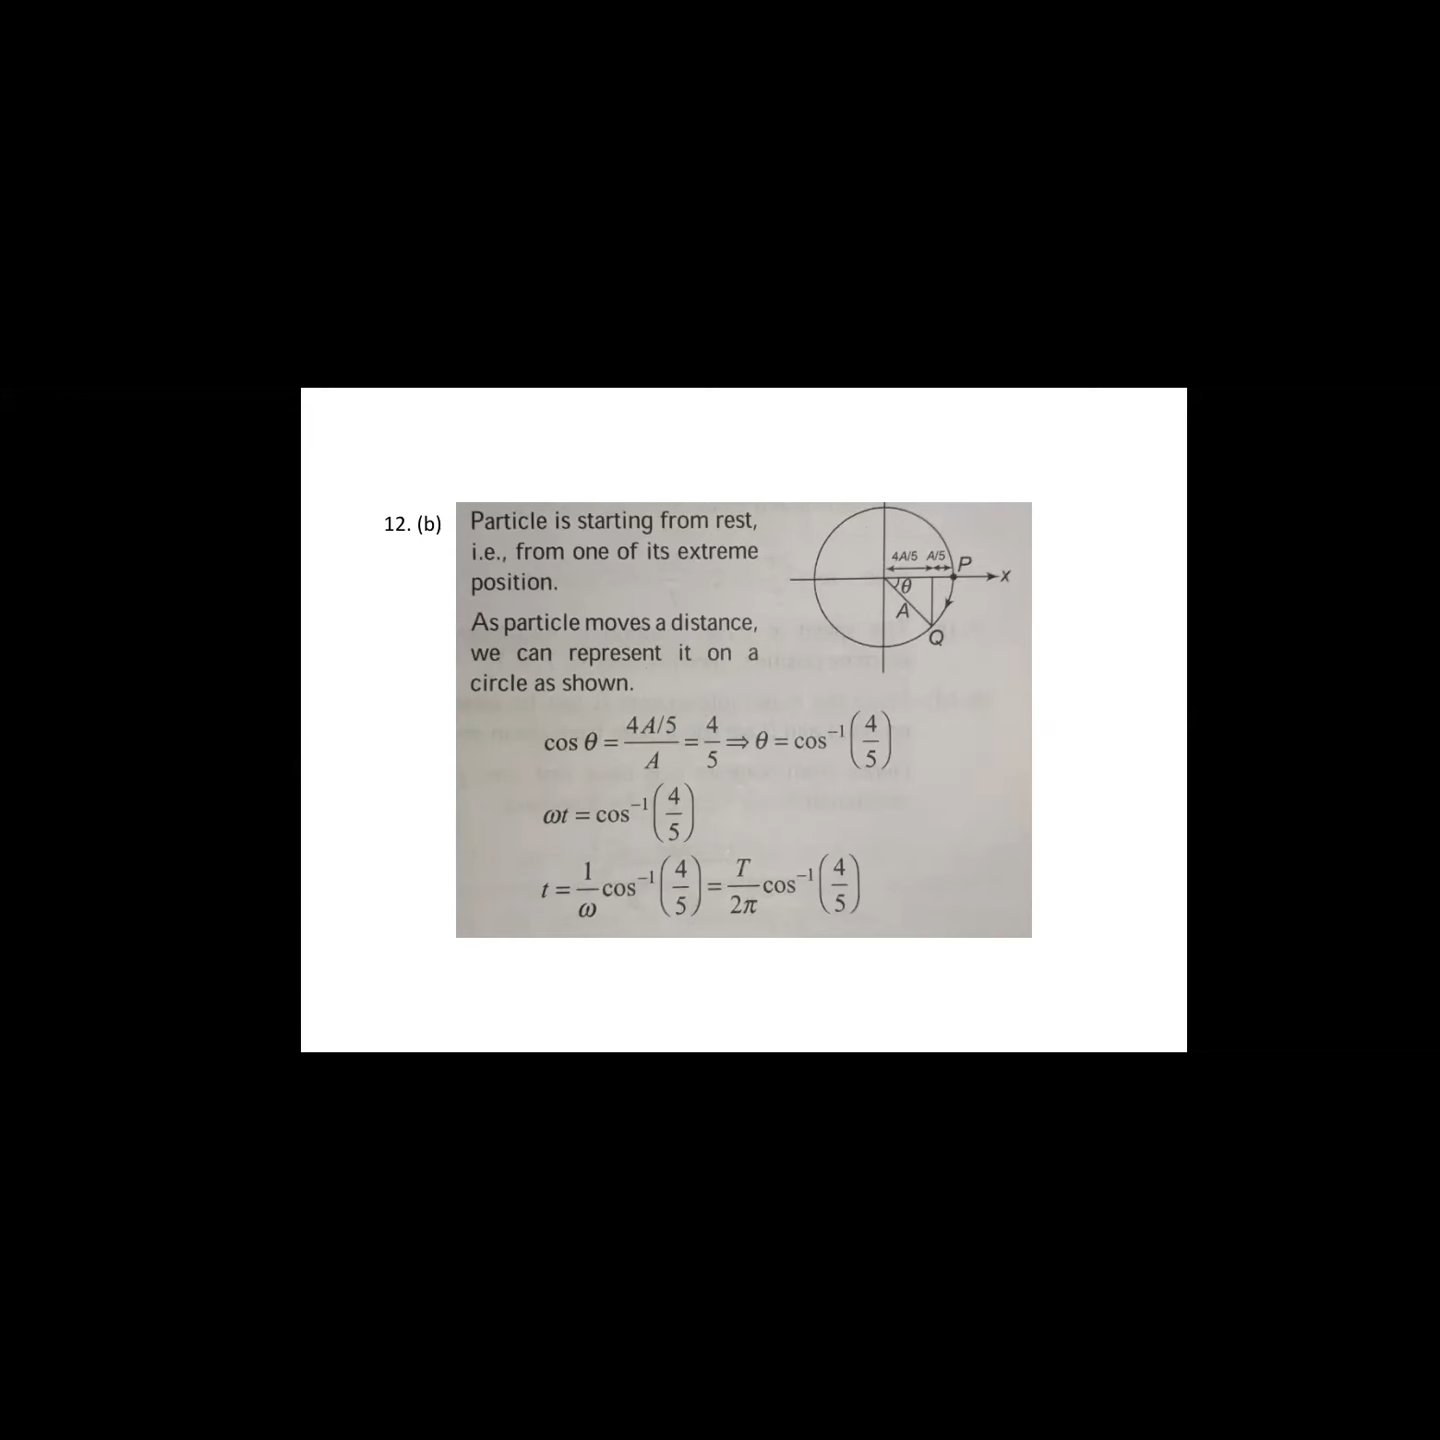 12. (b)
Particle is starting from rest,
i.e., from one of its extreme
position.
As particle moves a distance,
we can represent it on a
circle as shown.
4A/5 A/5 P
X
θ
A
Q
cos θ = (4A/5)/A = 4/5 ⇒ θ = cos⁻¹(4/5)
ωt = cos⁻¹(4/5)
t = 1/ω cos⁻¹(4/5) = T/2π cos⁻¹(4/5)